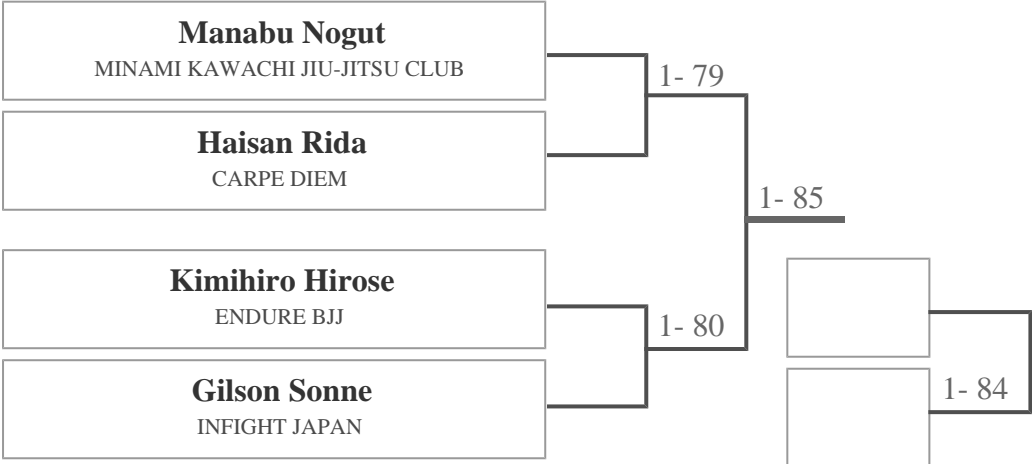 Manabu Nogut
MINAMI KAWACHI JIU-JITSU CLUB
1- 79
Haisan Rida
CARPE DIEM
1- 85
Kimihiro Hirose
ENDURE BJJ
1- 80
Gilson Sonne
INFIGHT JAPAN
1- 84